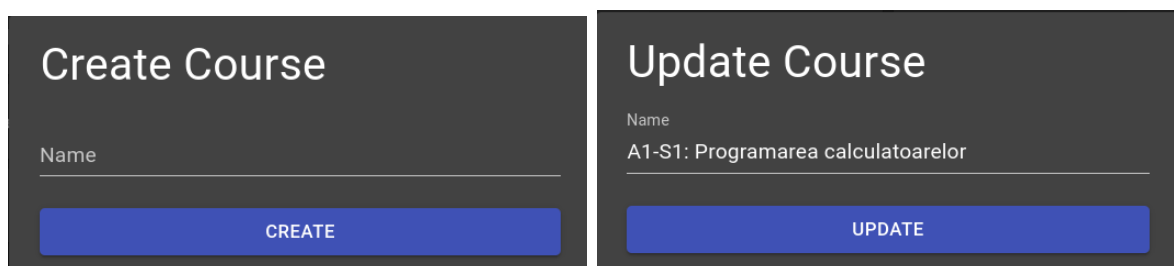 Create Course
Name
CREATE
Update Course
Name
A1-S1: Programarea calculatoarelor
UPDATE